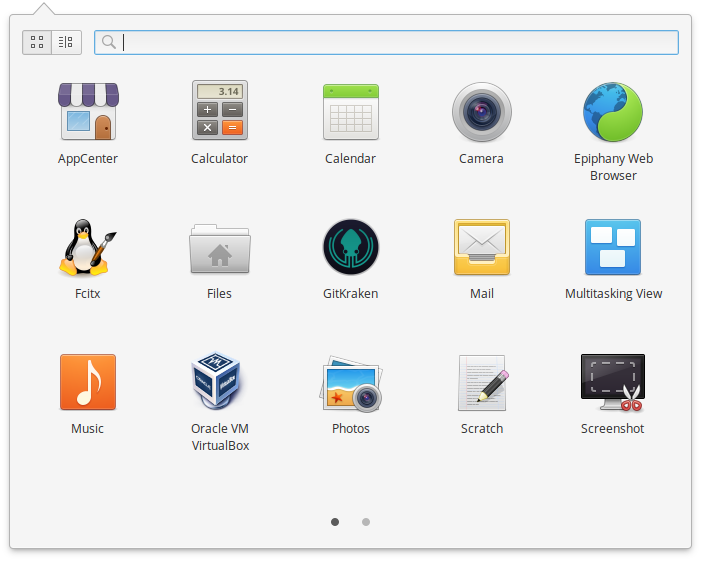 3.14
AppCenter
Calculator
Calendar
Camera
Epiphany Web
Browser
Fcitx
Files
GitKraken
Mail
Multitasking View
Music
Oracle VM
VirtualBox
Photos
Scratch
Screenshot